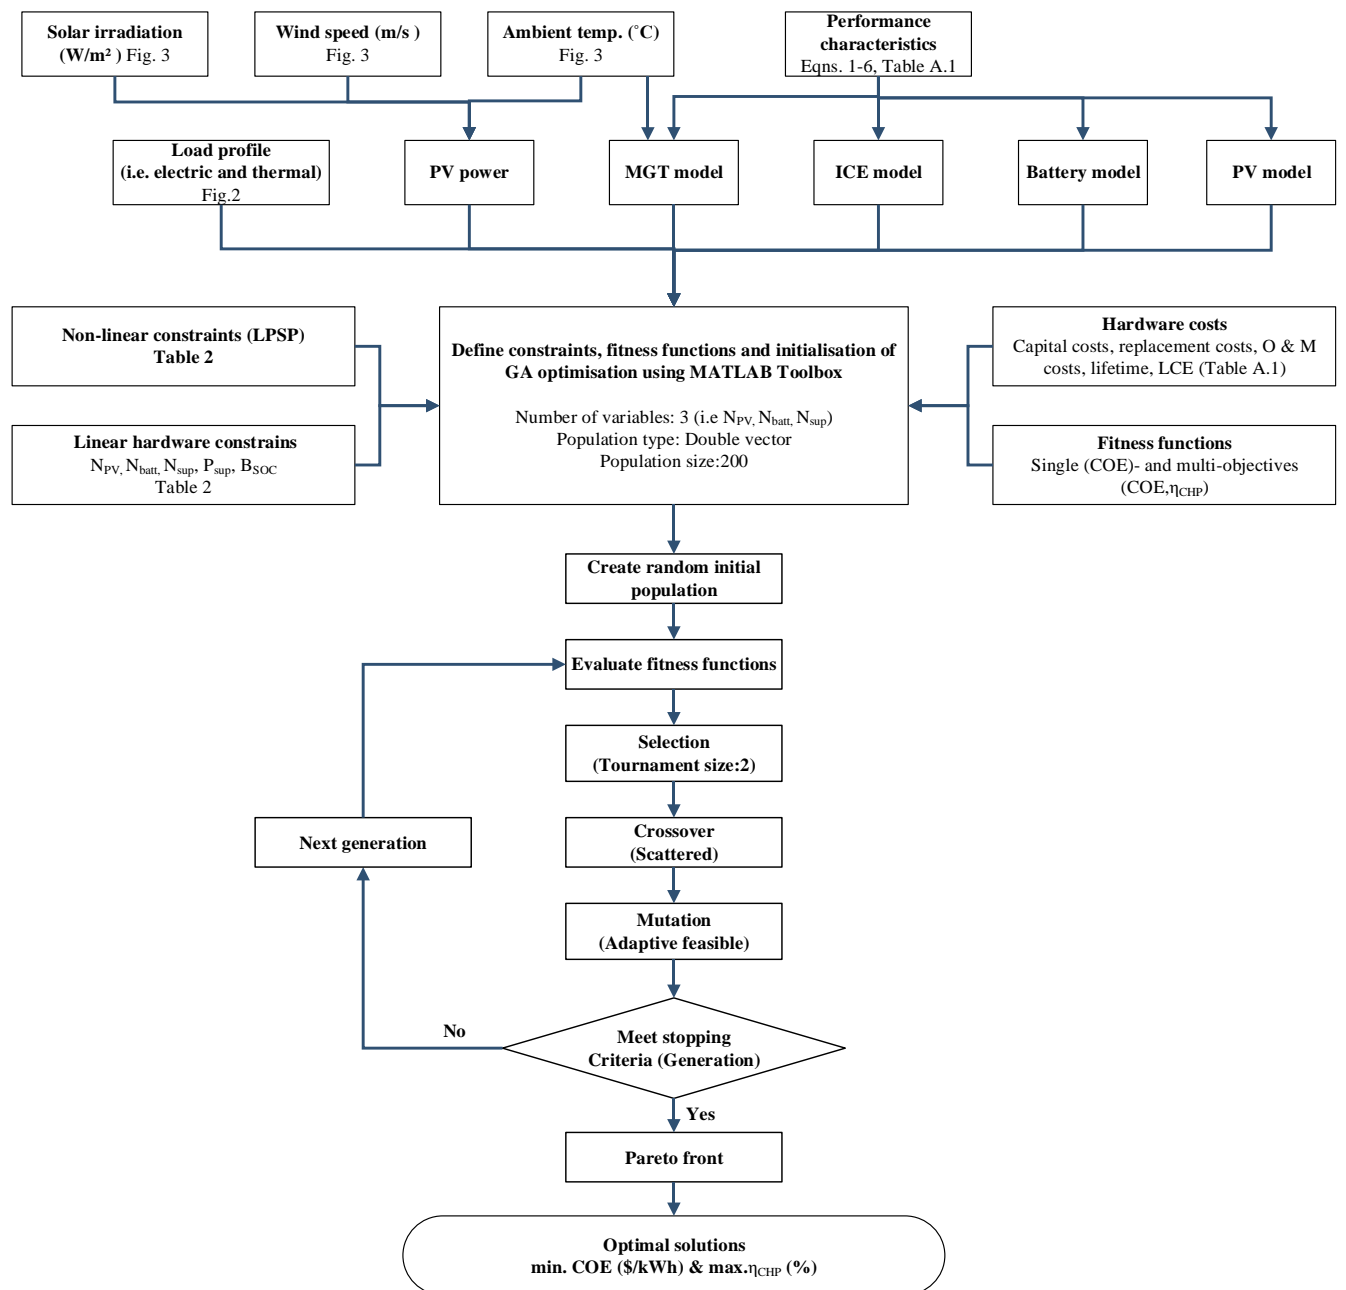 Solar irradiation
(W/m² ) Fig. 3
Wind speed (m/s )
Fig. 3
Ambient temp. (°C)
Fig. 3
Performance
characteristics
Eqns. 1-6, Table A.1
Load profile
(i.e. electric and thermal)
Fig.2
PV power
MGT model
ICE model
Battery model
PV model
Non-linear constraints (LPSP)
Table 2
Linear hardware constrains
NPV, Nbatt, Nsup, Psup, BSOC
Table 2
Define constraints, fitness functions and initialisation of
GA optimisation using MATLAB Toolbox
Number of variables: 3 (i.e NPV, Nbatt, Nsup)
Population type: Double vector
Population size:200
Hardware costs
Capital costs, replacement costs, O & M
costs, lifetime, LCE (Table A.1)
Fitness functions
Single (COE)- and multi-objectives
(COE,ηCHP)
Create random initial
population
Evaluate fitness functions
Selection
(Tournament size:2)
Next generation
Crossover
(Scattered)
Mutation
(Adaptive feasible)
No
Meet stopping
Criteria (Generation)
Yes
Pareto front
Optimal solutions
min. COE ($/kWh) & max.ηCHP (%)